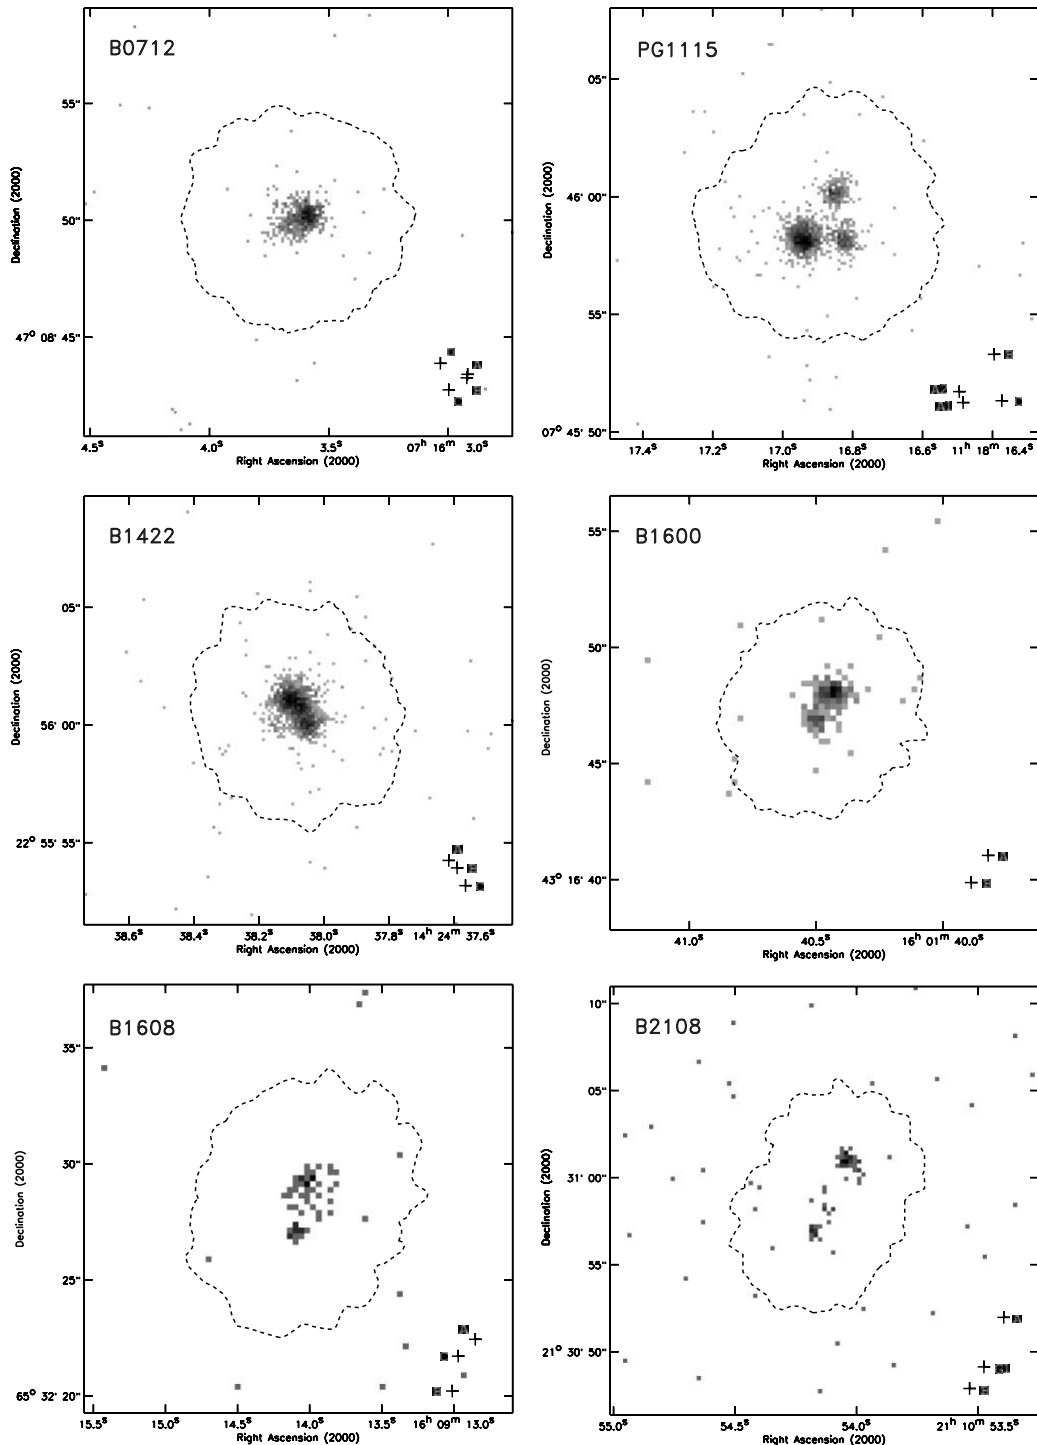 B0712
55"
50"
47° 08' 45"
Declination (2000)
4.5ˢ 4.0ˢ 3.5ˢ 07ʰ 16ᵐ 3.0ˢ
Right Ascension (2000)
PG1115
05"
46' 00"
55"
07° 45' 50"
Declination (2000)
17.4ˢ 17.2ˢ 17.0ˢ 16.8ˢ 16.6ˢ 11ʰ 18ᵐ 16.4ˢ
Right Ascension (2000)
B1422
05"
56' 00"
22° 55' 55"
Declination (2000)
38.6ˢ 38.4ˢ 38.2ˢ 38.0ˢ 37.8ˢ 14ʰ 24ᵐ 37.6ˢ
Right Ascension (2000)
B1600
55"
50"
45"
43° 16' 40"
Declination (2000)
41.0ˢ 40.5ˢ 16ʰ 01ᵐ 40.0ˢ
Right Ascension (2000)
B1608
35"
30"
25"
65° 32' 20"
Declination (2000)
15.5ˢ 15.0ˢ 14.5ˢ 14.0ˢ 13.5ˢ 16ʰ 09ᵐ 13.0ˢ
Right Ascension (2000)
B2108
10"
05"
31' 00"
55"
21° 30' 50"
Declination (2000)
55.0ˢ 54.5ˢ 54.0ˢ 21ʰ 10ᵐ 53.5ˢ
Right Ascension (2000)